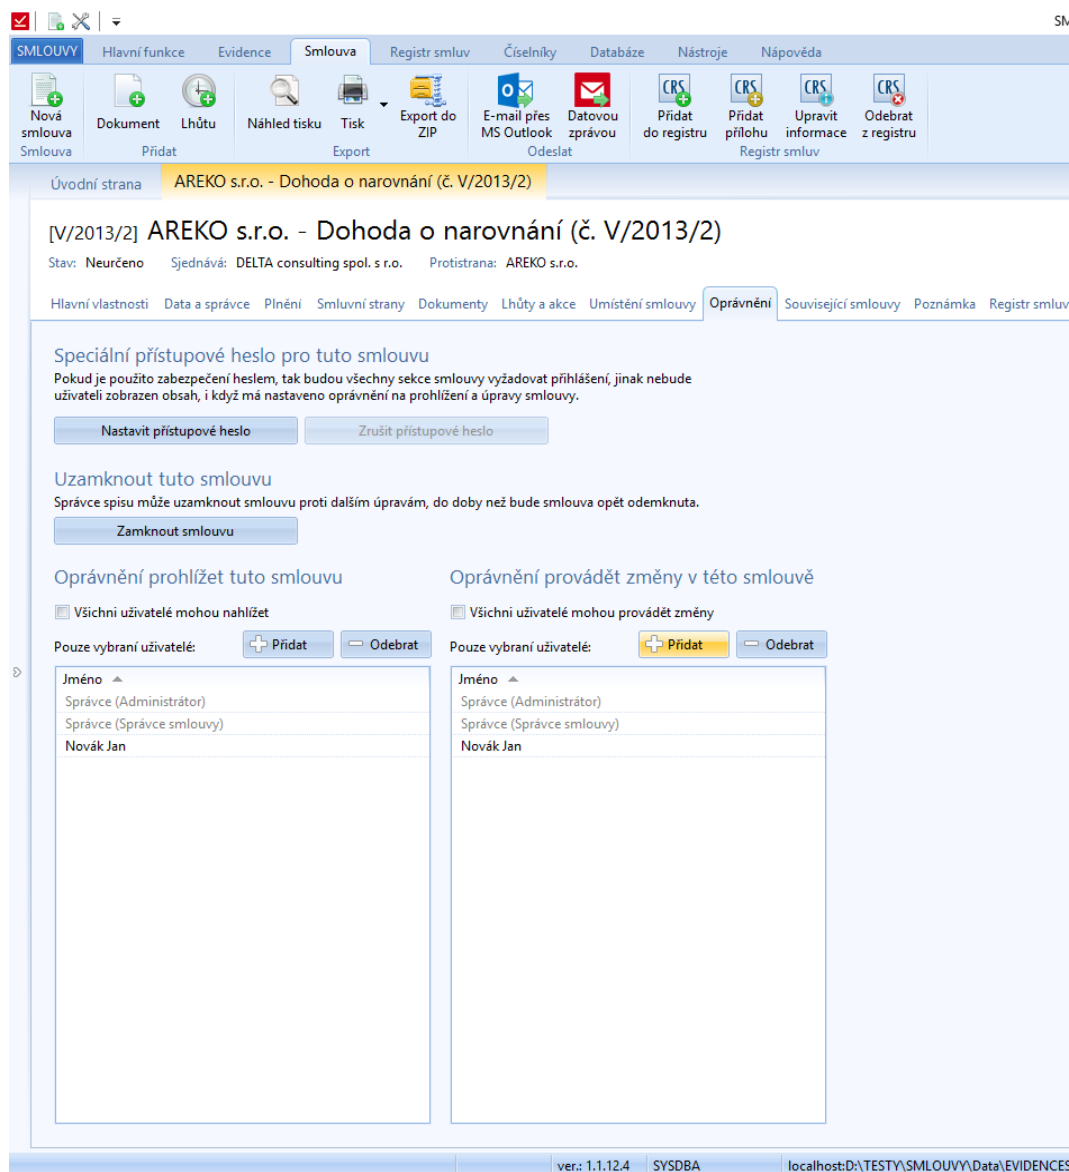 SM
SMLOUVY Hlavní funkce Evidence Smlouva Registr smluv Číselníky Databáze Nástroje Nápověda
Nová smlouva
Dokument
Lhůtu
Náhled tisku
Tisk
Export do ZIP
E-mail přes MS Outlook
Datovou zprávou
CRS Přidat do registru
CRS Přidat přílohu
CRS Upravit informace
CRS Odebrat z registru
Smlouva Přidat Export Odeslat Registr smluv
Úvodní strana AREKO s.r.o. - Dohoda o narovnání (č. V/2013/2)
[V/2013/2] AREKO s.r.o. - Dohoda o narovnání (č. V/2013/2)
Stav: Neurčeno Sjednává: DELTA consulting spol. s r.o. Protistrana: AREKO s.r.o.
Hlavní vlastnosti Data a správce Plnění Smluvní strany Dokumenty Lhůty a akce Umístění smlouvy Oprávnění Související smlouvy Poznámka Registr smluv
Speciální přístupové heslo pro tuto smlouvu
Pokud je použito zabezpečení heslem, tak budou všechny sekce smlouvy vyžadovat přihlášení, jinak nebude
uživateli zobrazen obsah, i když má nastaveno oprávnění na prohlížení a úpravy smlouvy.
Nastavit přístupové heslo Zrušit přístupové heslo
Uzamknout tuto smlouvu
Správce spisu může uzamknout smlouvu proti dalším úpravám, do doby než bude smlouva opět odemknuta.
Zamknout smlouvu
Oprávnění prohlížet tuto smlouvu
Všichni uživatelé mohou nahlížet
Pouze vybraní uživatelé: Přidat Odebrat
Jméno
Správce (Administrátor)
Správce (Správce smlouvy)
Novák Jan
Oprávnění provádět změny v této smlouvě
Všichni uživatelé mohou provádět změny
Pouze vybraní uživatelé: Přidat Odebrat
Jméno
Správce (Administrátor)
Správce (Správce smlouvy)
Novák Jan
ver.: 1.1.12.4 SYSDBA localhost:D:\TESTY\SMLOUVY\Data\EVIDENCES